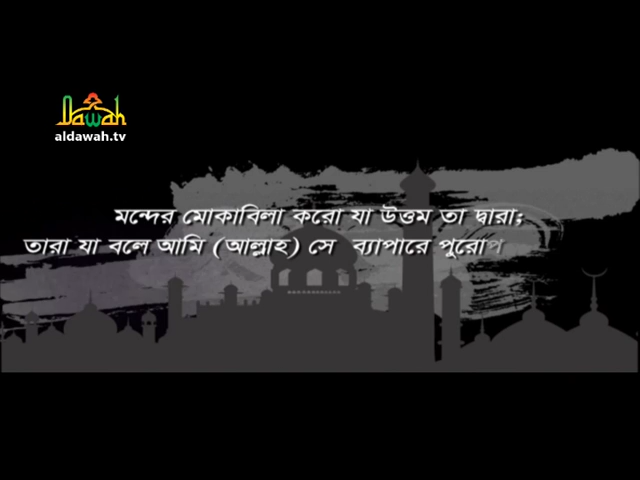 Dawah
aldawah.tv
মন্দের মোকাবিলা করো যা উত্তম তা দ্বারা;
তারা যা বলে আমি (আল্লাহ) সে ব্যাপারে পুরোপ